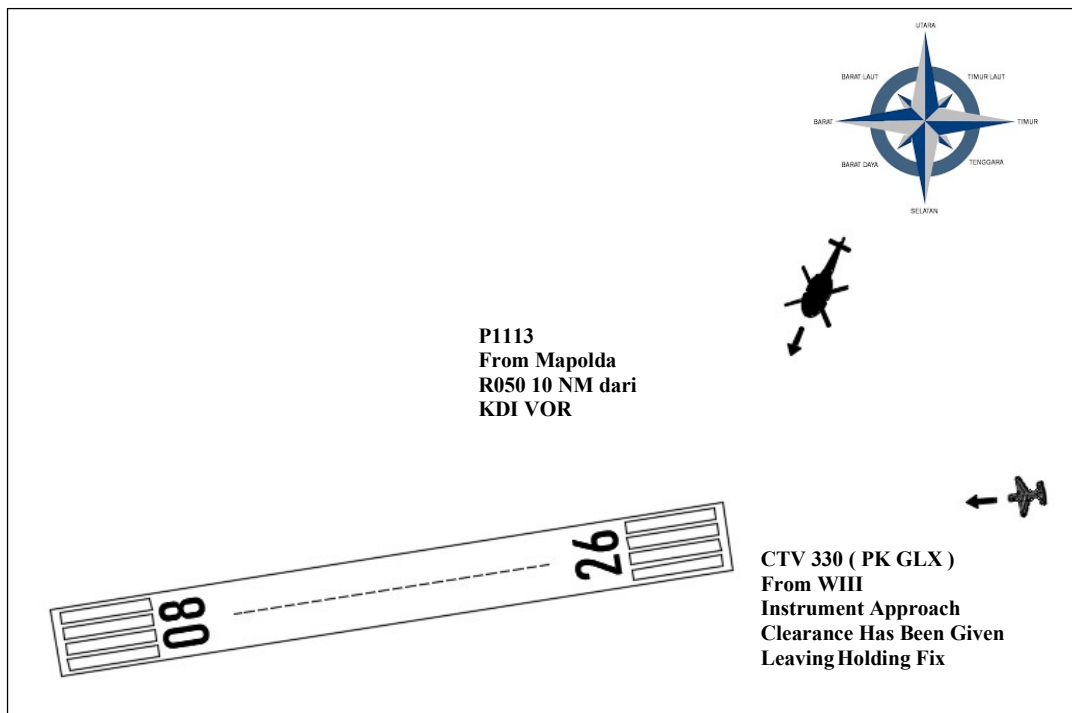 UTARA
BARAT LAUT
TIMUR LAUT
BARAT
TIMUR
BARAT DAYA
TENGGARA
SELATAN
P1113
From Mapolda
R050 10 NM dari
KDI VOR
26
08
CTV 330 ( PK GLX )
From WIII
Instrument Approach
Clearance Has Been Given
Leaving Holding Fix